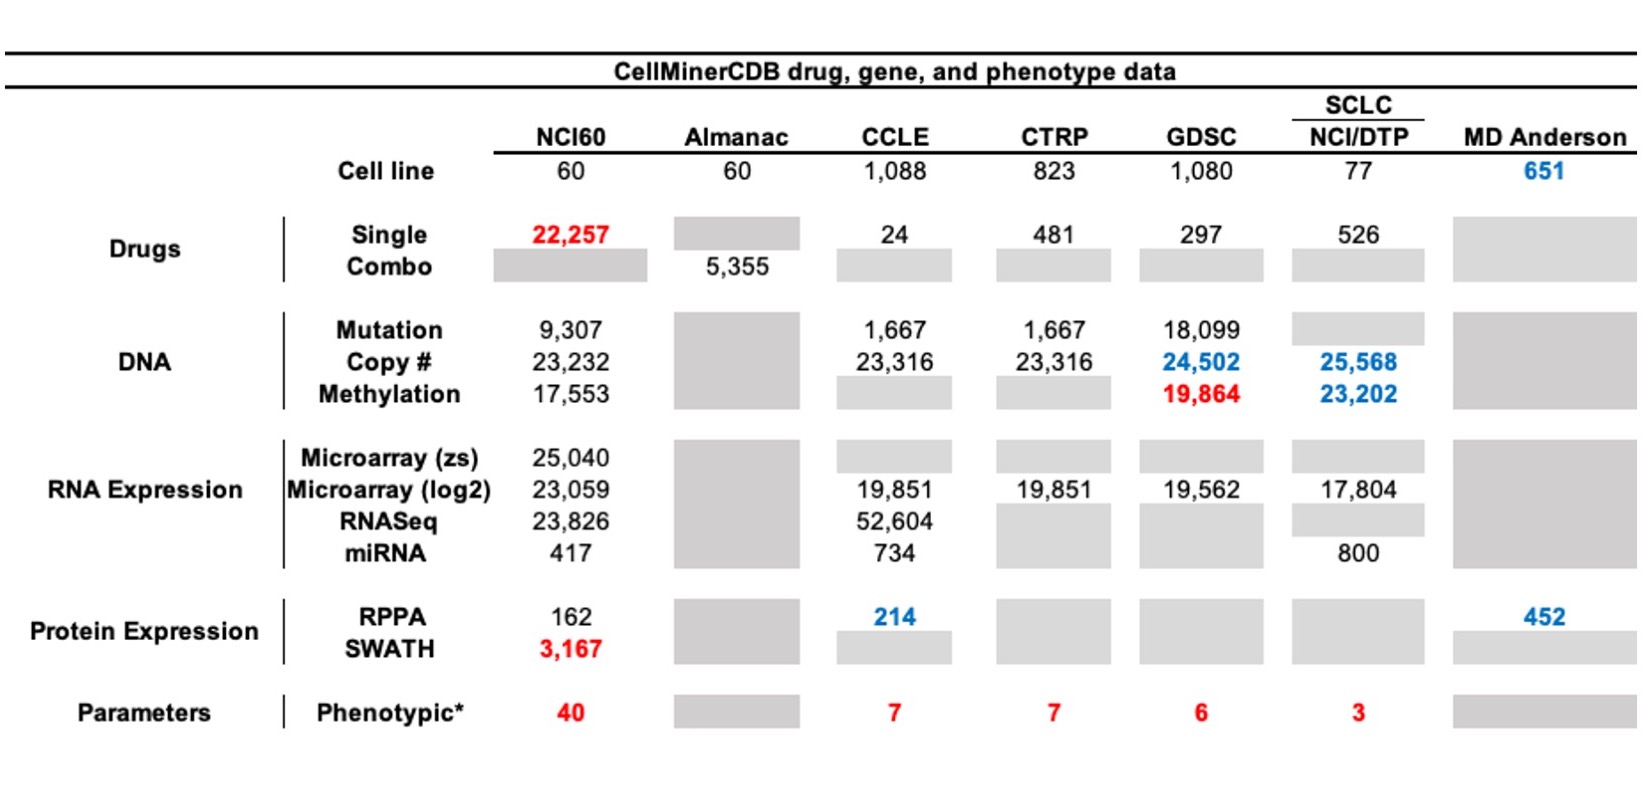 CellMinerCDB drug, gene, and phenotype data
SCLC
NCI60 Almanac CCLE CTRP GDSC NCI/DTP MD Anderson
Cell line 60 60 1,088 823 1,080 77 651
Drugs
Single 22,257 24 481 297 526
Combo 5,355
DNA
Mutation 9,307 1,667 1,667 18,099
Copy # 23,232 23,316 23,316 24,502 25,568
Methylation 17,553 19,864 23,202
RNA Expression
Microarray (zs) 25,040
Microarray (log2) 23,059 19,851 19,851 19,562 17,804
RNASeq 23,826 52,604
miRNA 417 734 800
Protein Expression
RPPA 162 214 452
SWATH 3,167
Parameters Phenotypic* 40 7 7 6 3